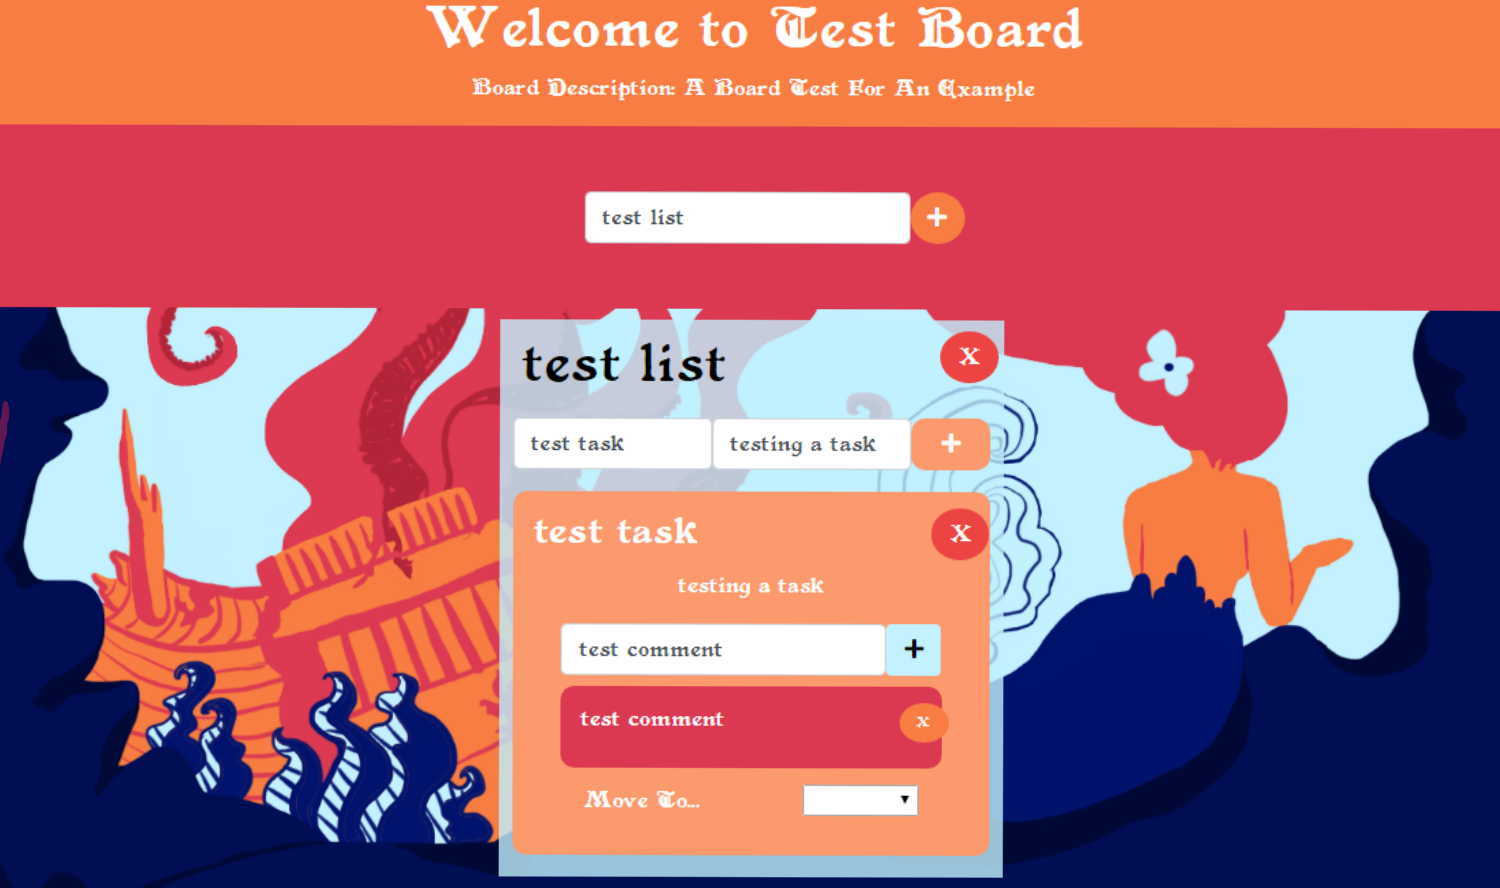 Welcome to Test Board
Board Description: A Board Test For An Example
test list
+
test list
x
test task
testing a task
+
test task
x
testing a task
test comment
+
test comment
x
Move To...